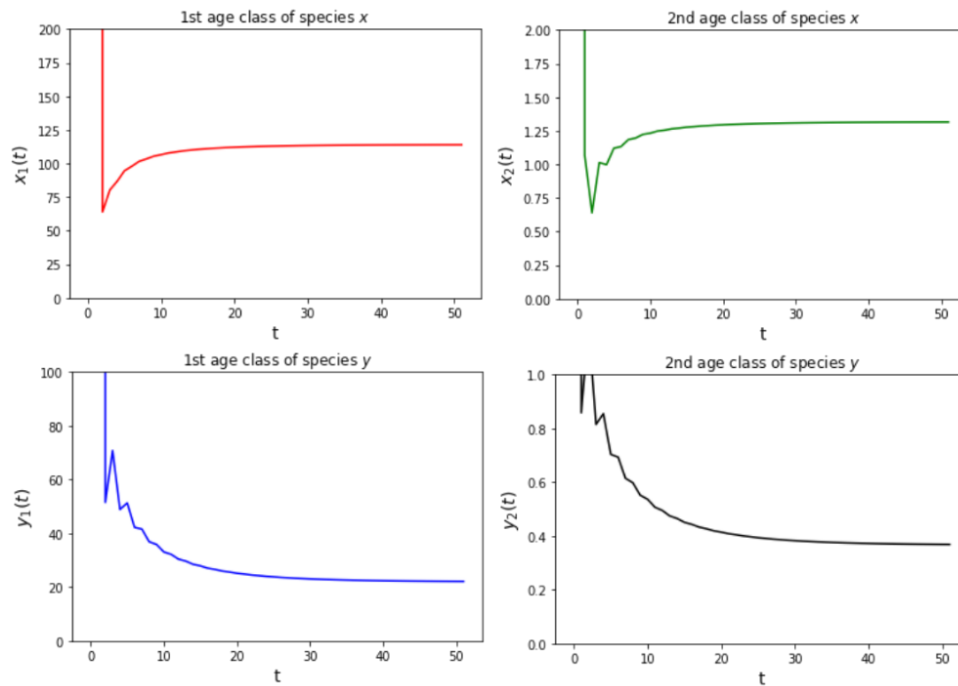 1st age class of species x
200
175
150
125
100
75
50
25
0
x₁(t)
0 10 20 30 40 50
t
2nd age class of species x
2.00
1.75
1.50
1.25
1.00
0.75
0.50
0.25
0.00
x₂(t)
0 10 20 30 40 50
t
1st age class of species y
100
80
60
40
20
0
y₁(t)
0 10 20 30 40 50
t
2nd age class of species y
1.0
0.8
0.6
0.4
0.2
0.0
y₂(t)
0 10 20 30 40 50
t